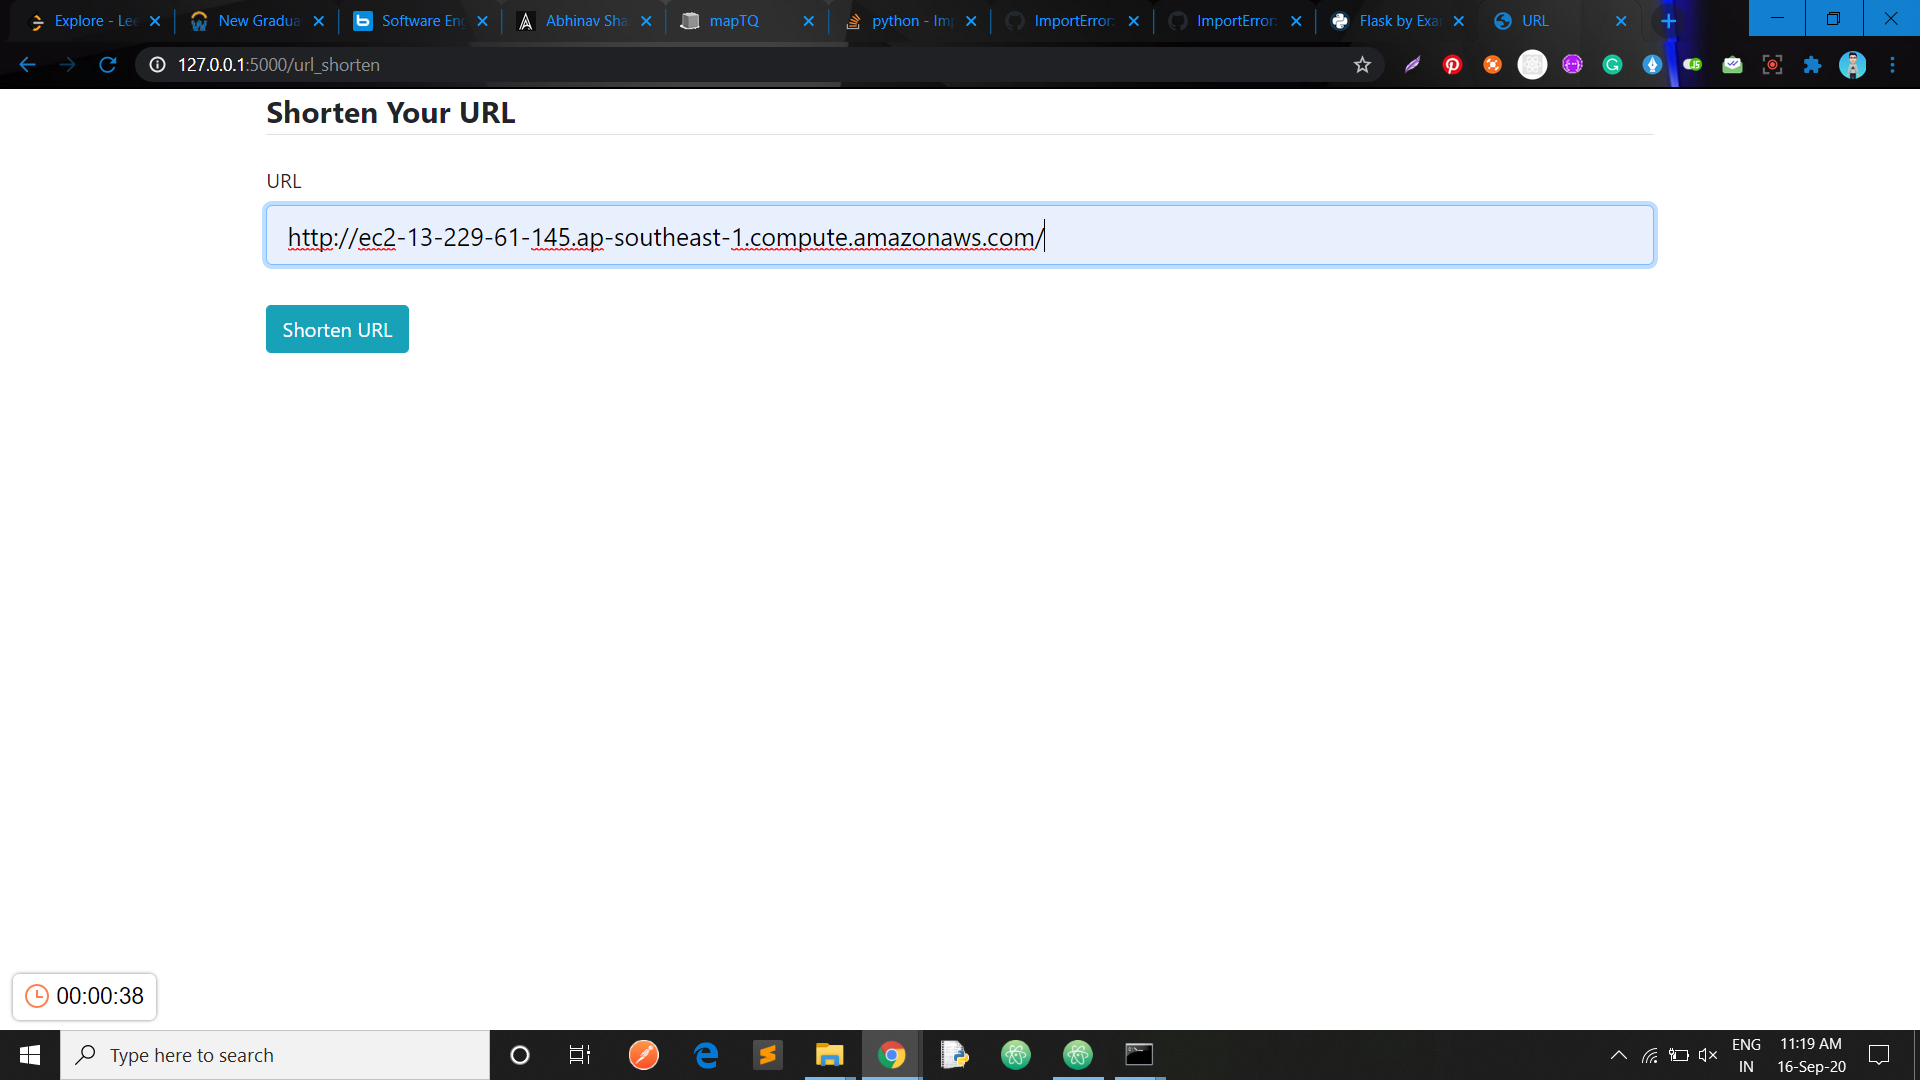 Explore - Lee
New Gradua
Software Eng
Abhinav Sha
mapTQ
python - Imp
ImportError:
ImportError:
Flask by Exa
URL
127.0.0.1:5000/url_shorten
Shorten Your URL
URL
http://ec2-13-229-61-145.ap-southeast-1.compute.amazonaws.com/
Shorten URL
00:00:38
Type here to search
ENG
IN
11:19 AM
16-Sep-20